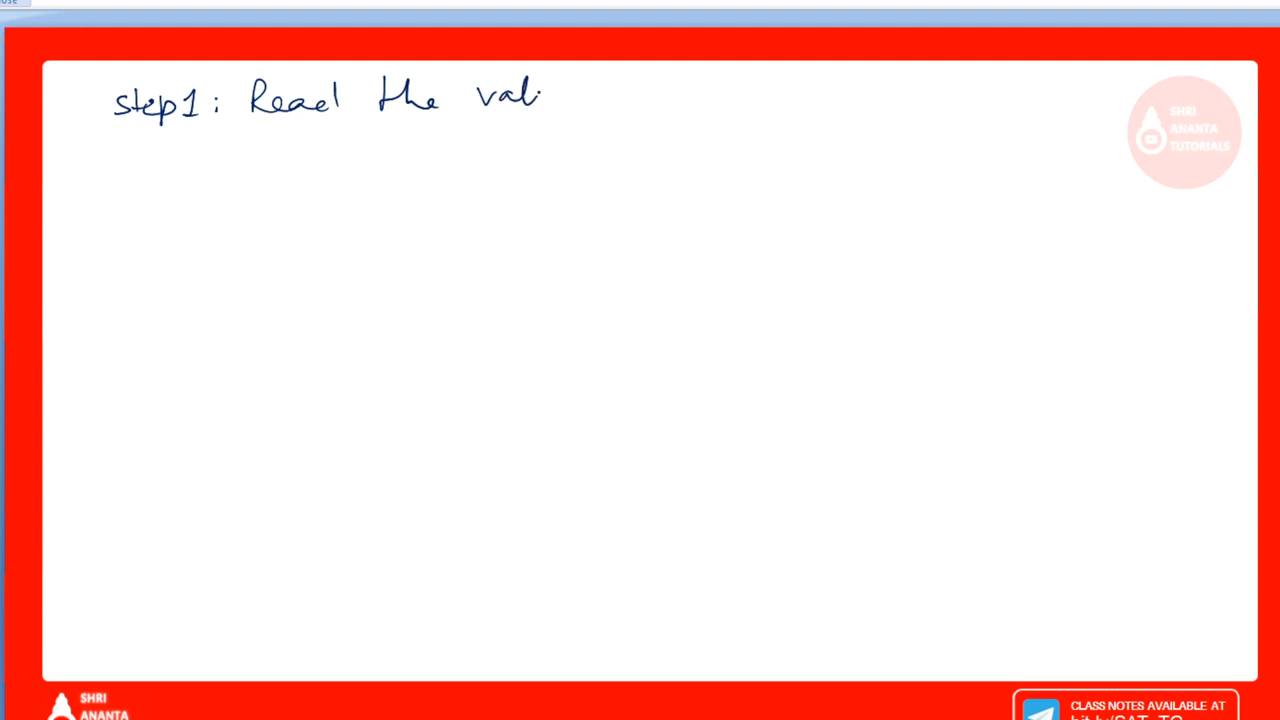 step1: Read the val
SHRI
ANANTA
TUTORIALS
SHRI
ANANTA
CLASS NOTES AVAILABLE AT